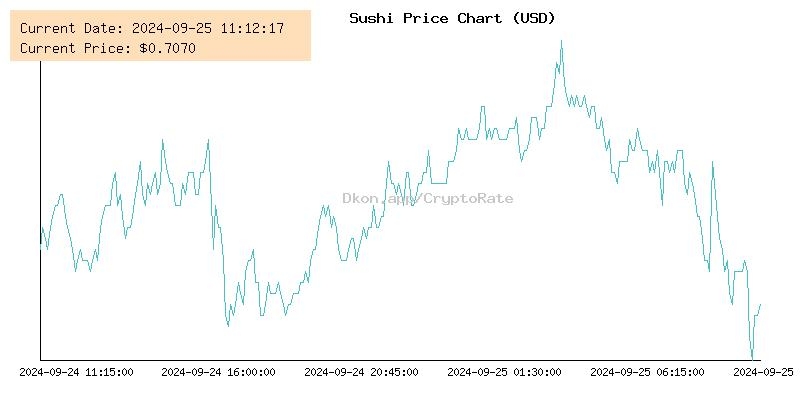 Sushi Price Chart (USD)
Current Date: 2024-09-25 11:12:17
Current Price: $0.7070
Dkon.app/CryptoRate
2024-09-24 11:15:00 2024-09-24 16:00:00 2024-09-24 20:45:00 2024-09-25 01:30:00 2024-09-25 06:15:00 2024-09-25